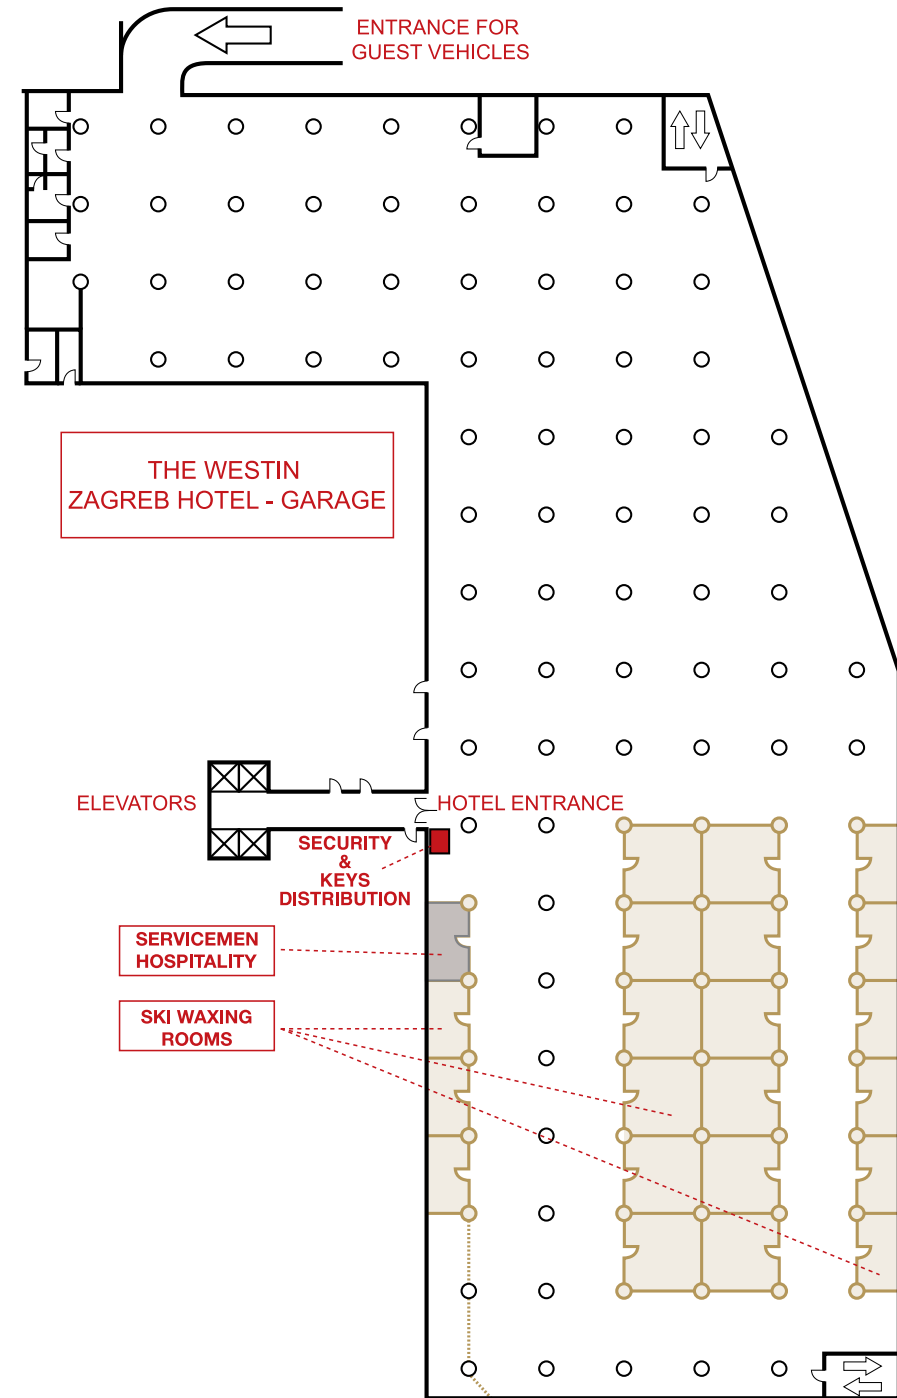 ENTRANCE FOR
GUEST VEHICLES
THE WESTIN
ZAGREB HOTEL - GARAGE
ELEVATORS
HOTEL ENTRANCE
SECURITY
&
KEYS
DISTRIBUTION
SERVICEMEN
HOSPITALITY
SKI WAXING
ROOMS